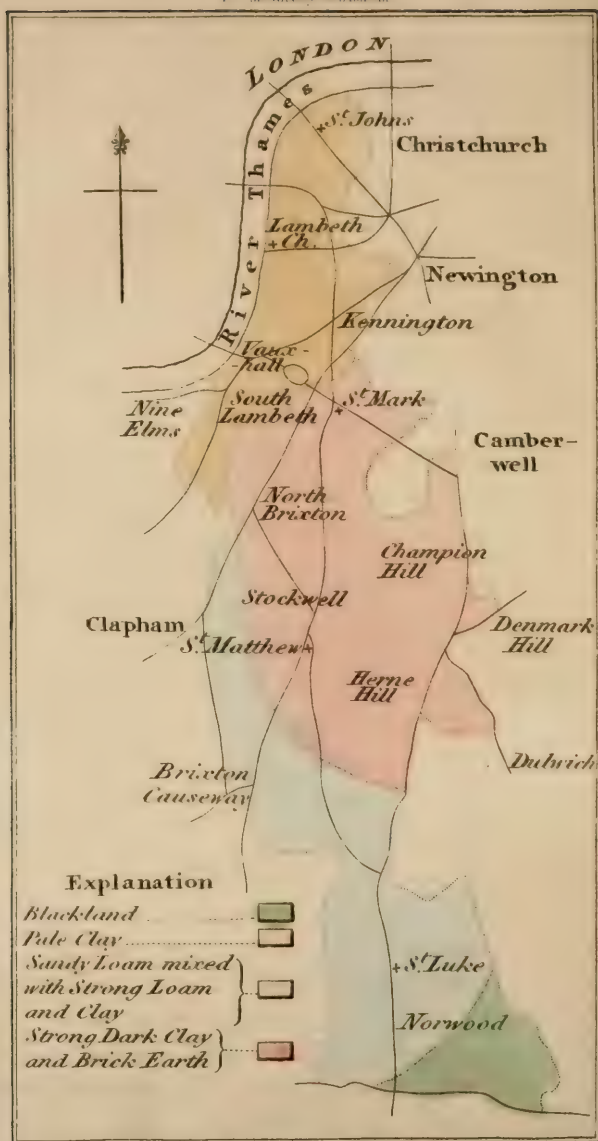 LONDON
River Thames
St. Johns
Christchurch
Lambeth
Ch.
Newington
Kennington
Vaux-
hall
Nine
Elms
South
Lambeth
St. Mark
Camber-
well
North
Brixton
Champion
Hill
Stockwell
Clapham
St. Matthew
Denmark
Hill
Herne
Hill
Dulwich
Brixton
Causeway
Explanation
Blackland
Pale Clay
Sandy Loam mixed
with Strong Loam
and Clay
Strong Dark Clay
and Brick Earth
St. Luke
Norwood